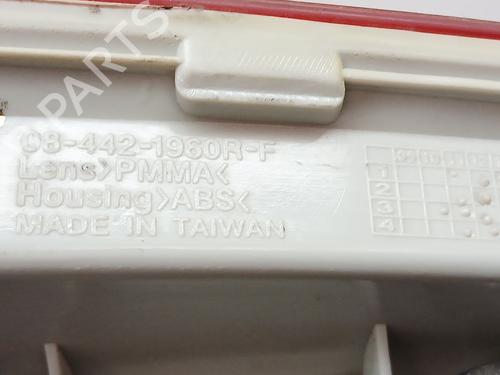 B-PARTS
08-442-1960R-F
Lens>PMMA<
Housing>ABS<
MADE IN TAIWAN
1
2
3
4